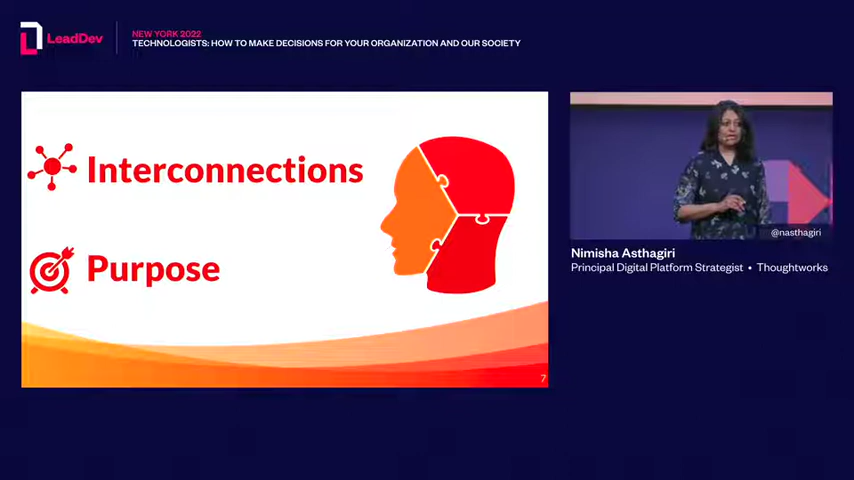 LeadDev
NEW YORK 2022
TECHNOLOGISTS: HOW TO MAKE DECISIONS FOR YOUR ORGANIZATION AND OUR SOCIETY
Interconnections
Purpose
7
@nasthagiri
Nimisha Asthagiri
Principal Digital Platform Strategist • Thoughtworks